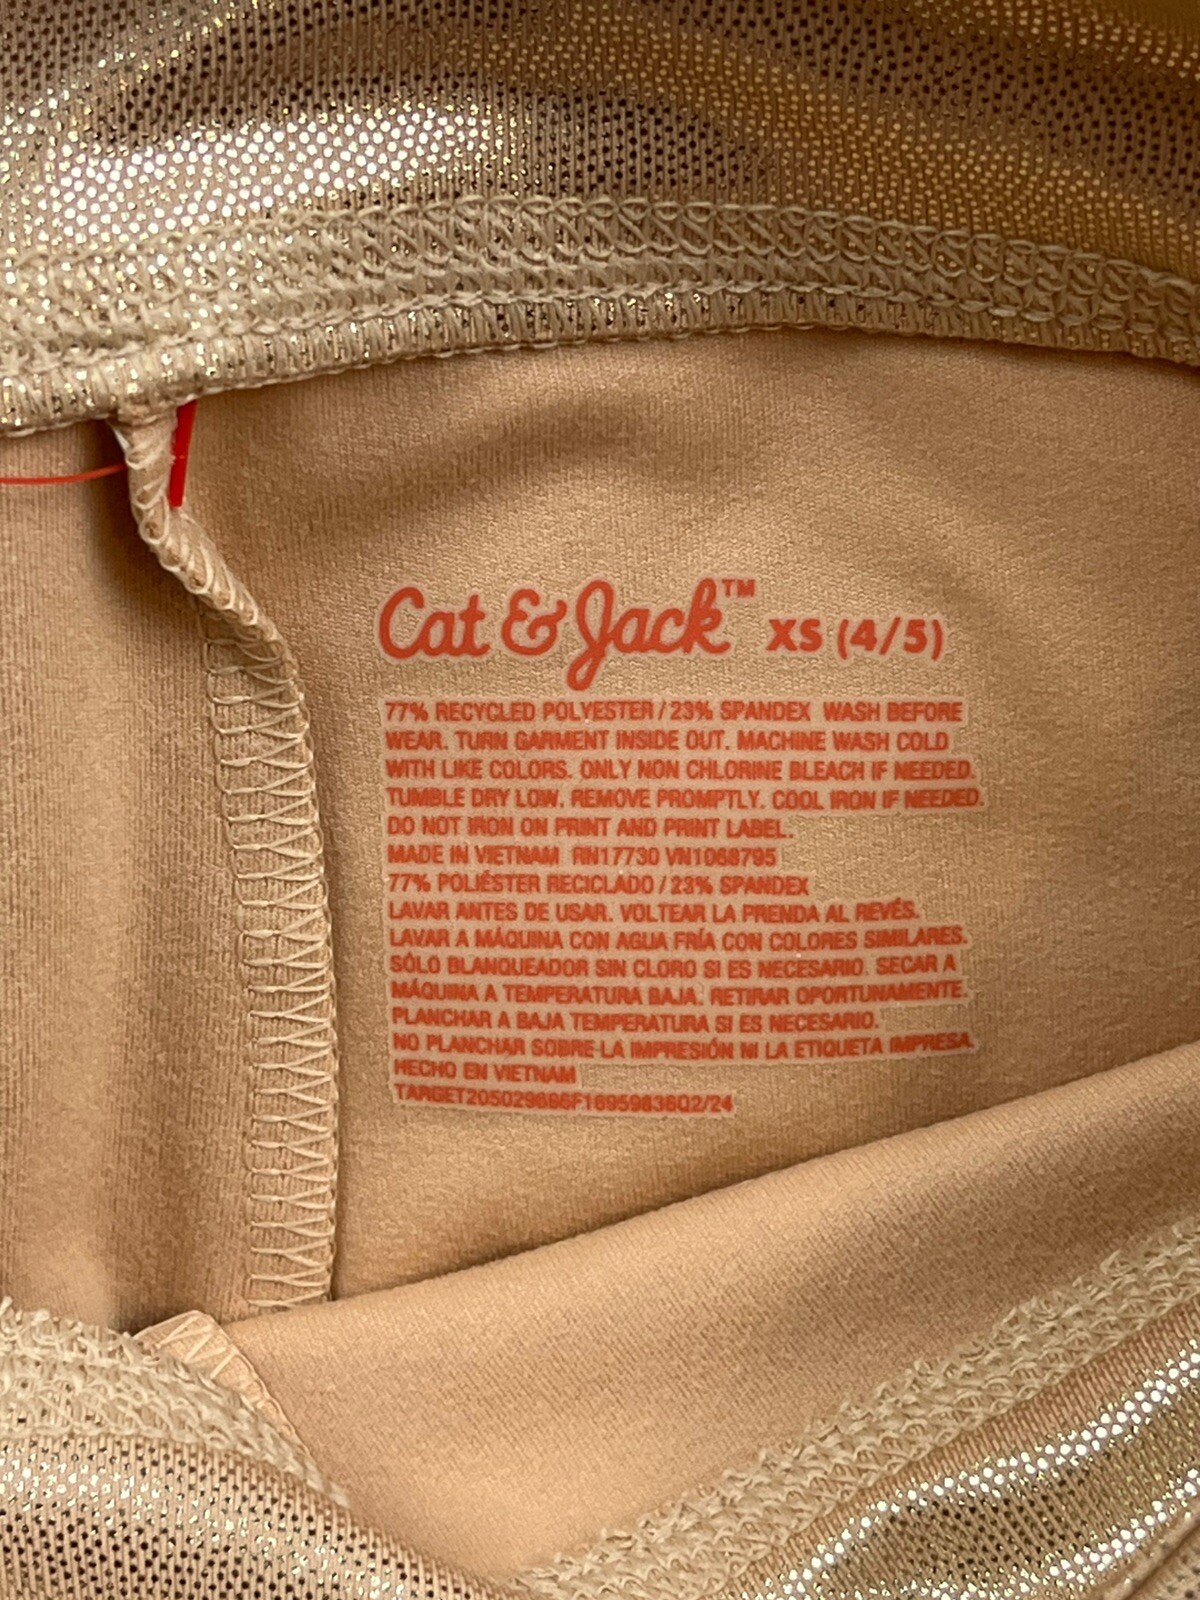 Cat & Jack™ XS (4/5)
77% RECYCLED POLYESTER / 23% SPANDEX WASH BEFORE
WEAR. TURN GARMENT INSIDE OUT. MACHINE WASH COLD
WITH LIKE COLORS. ONLY NON CHLORINE BLEACH IF NEEDED.
TUMBLE DRY LOW. REMOVE PROMPTLY. COOL IRON IF NEEDED.
DO NOT IRON ON PRINT AND PRINT LABEL.
MADE IN VIETNAM RN17730 VN1068795
77% POLIÉSTER RECICLADO / 23% SPANDEX
LAVAR ANTES DE USAR. VOLTEAR LA PRENDA AL REVÉS.
LAVAR A MÁQUINA CON AGUA FRÍA CON COLORES SIMILARES.
SÓLO BLANQUEADOR SIN CLORO SI ES NECESARIO. SECAR A
MÁQUINA A TEMPERATURA BAJA. RETIRAR OPORTUNAMENTE.
PLANCHAR A BAJA TEMPERATURA SI ES NECESARIO.
NO PLANCHAR SOBRE LA IMPRESIÓN NI LA ETIQUETA IMPRESA.
HECHO EN VIETNAM